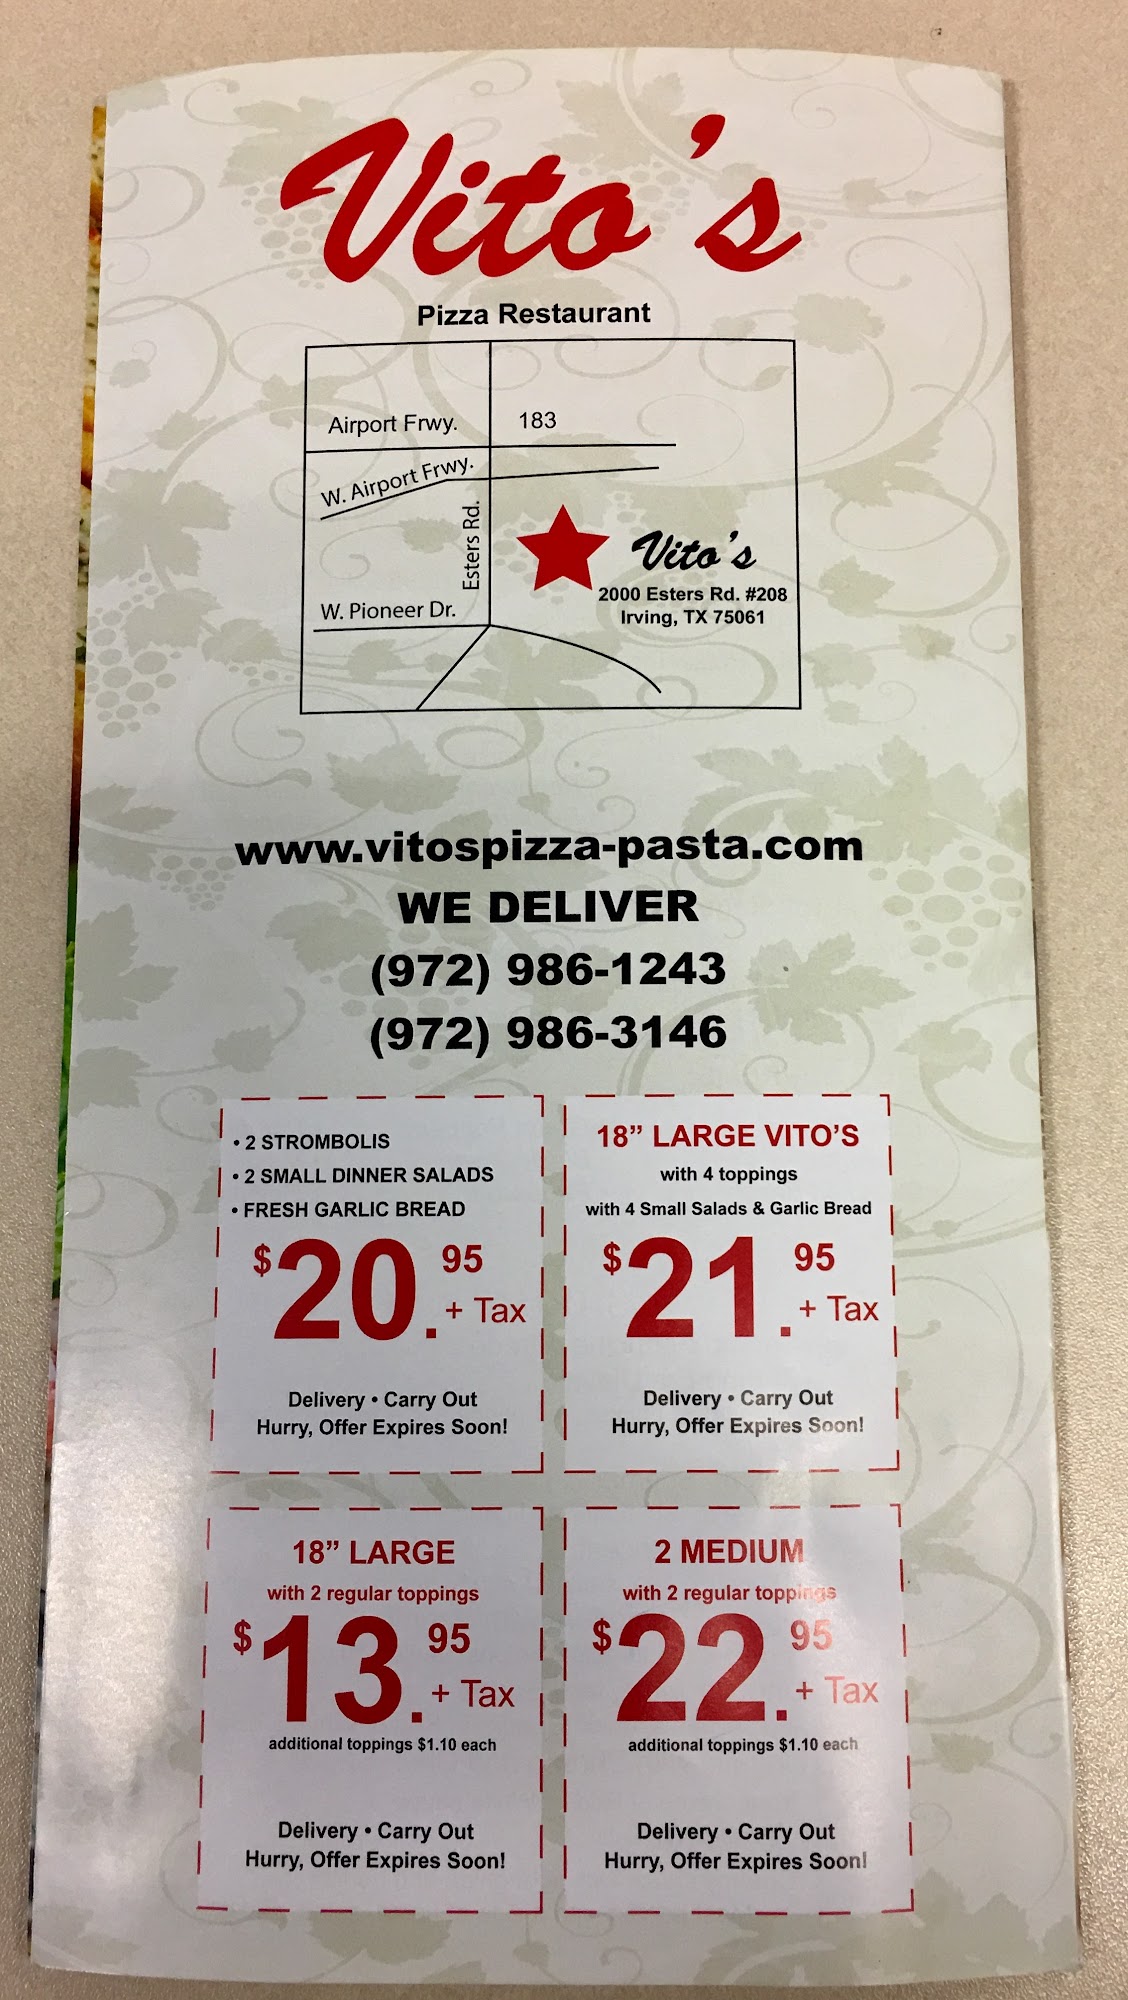 Vito's
Pizza Restaurant
Airport Frwy.
183
W. Airport Frwy.
Esters Rd.
Vito's
2000 Esters Rd. #208
Irving, TX 75061
W. Pioneer Dr.
www.vitospizza-pasta.com
WE DELIVER
(972) 986-1243
(972) 986-3146
• 2 STROMBOLIS
• 2 SMALL DINNER SALADS
• FRESH GARLIC BREAD
$20.95
+ Tax
Delivery • Carry Out
Hurry, Offer Expires Soon!
18” LARGE VITO’S
with 4 toppings
with 4 Small Salads & Garlic Bread
$21.95
+ Tax
Delivery • Carry Out
Hurry, Offer Expires Soon!
18” LARGE
with 2 regular toppings
$13.95
+ Tax
additional toppings $1.10 each
Delivery • Carry Out
Hurry, Offer Expires Soon!
2 MEDIUM
with 2 regular toppings
$22.95
+ Tax
additional toppings $1.10 each
Delivery • Carry Out
Hurry, Offer Expires Soon!